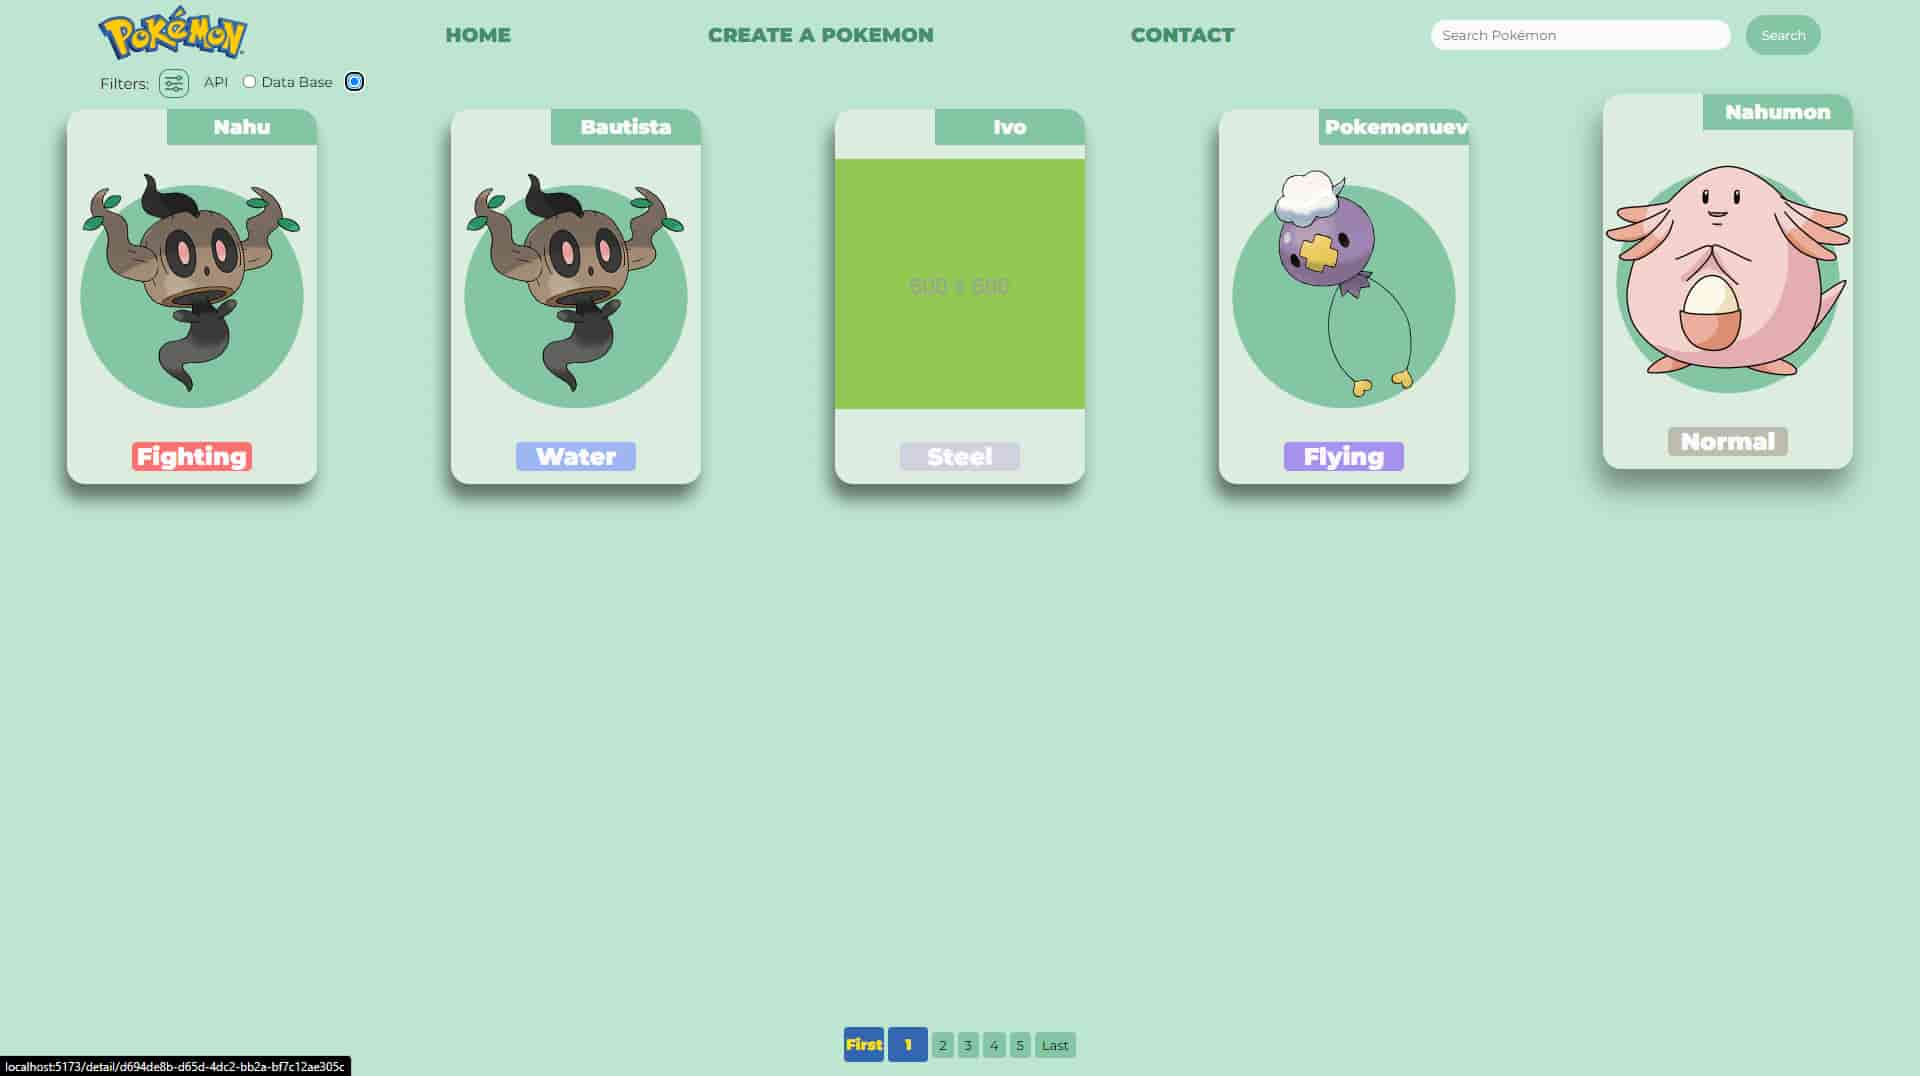 POKÉMON
HOME
CREATE A POKEMON
CONTACT
Search Pokémon
Search
Filters:
API
Data Base
Nahu
Bautista
Ivo
Pokemonuev
Nahumon
600 x 600
Fighting
Water
Steel
Flying
Normal
First
1
2
3
4
5
Last
localhost:5173/detail/d694de8b-d65d-4dc2-bb2a-bf7c12ae305c